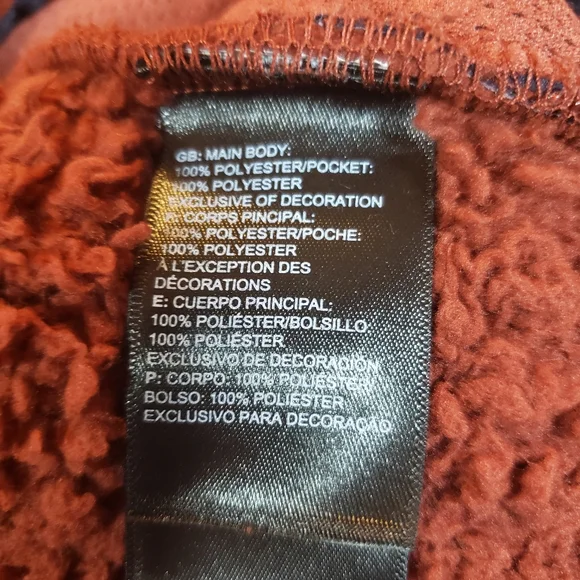 GB: MAIN BODY:
100% POLYESTER/POCKET:
100% POLYESTER
EXCLUSIVE OF DECORATION
F: CORPS PINCIPAL:
100% POLYESTER/POCHE:
100% POLYESTER
À L'EXCEPTION DES
DÉCORATIONS
E: CUERPO PRINCIPAL:
100% POLIÉSTER/BOLSILLO
100% POLIÉSTER
EXCLUSIVO DE DECORACIÓN
P: CORPO: 100% POLIÉSTER
BOLSO: 100% POLIÉSTER
EXCLUSIVO PARA DECORAÇÃO